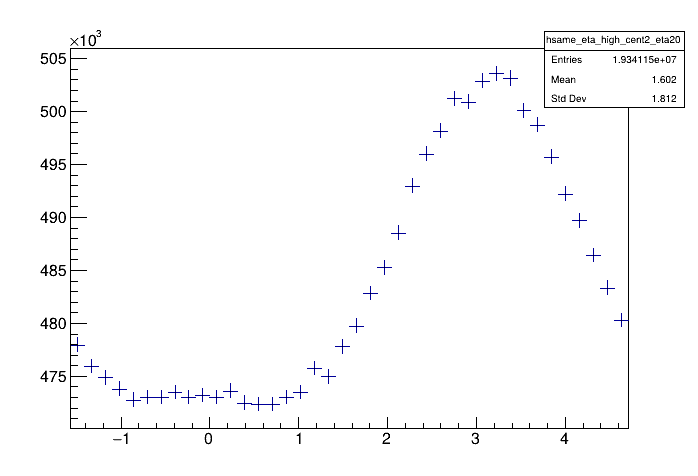 ×10³
hsame_eta_high_cent2_eta20
Entries 1.934115e+07
Mean 1.602
Std Dev 1.812
505
500
495
490
485
480
475
−1 0 1 2 3 4